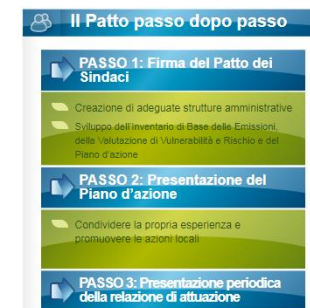 Il Patto passo dopo passo
PASSO 1: Firma del Patto dei
Sindaci
Creazione di adeguate strutture amministrative
Sviluppo dell'inventario di Base delle Emissioni,
della Valutazione di Vulnerabilità e Rischio e del
Piano d'azione
PASSO 2: Presentazione del
Piano d'azione
Condividere la propria esperienza e
promuovere le azioni locali
PASSO 3: Presentazione periodica
della relazione di attuazione